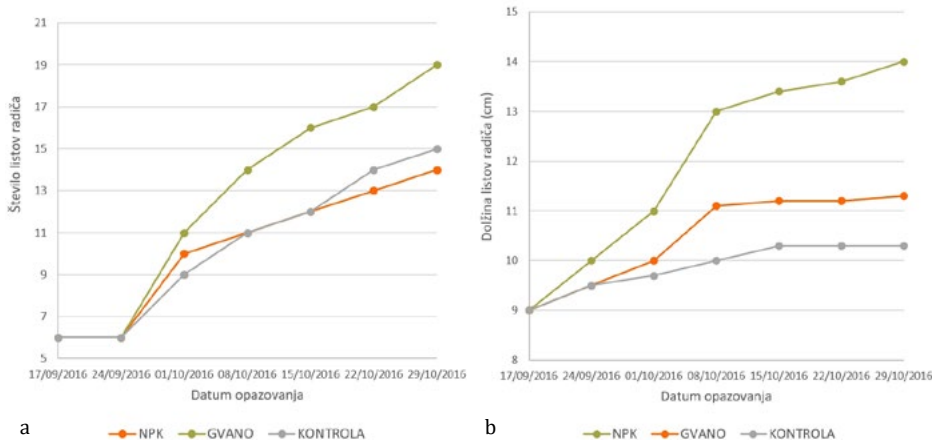 21
19
17
15
13
11
9
7
5
Število listov radiča
17/09/2016 24/09/2016 01/10/2016 08/10/2016 15/10/2016 22/10/2016 29/10/2016
Datum opazovanja
a
NPK GVANO KONTROLA
15
14
13
12
11
10
9
8
Dolžina listov radiča (cm)
17/09/2016 24/09/2016 01/10/2016 08/10/2016 15/10/2016 22/10/2016 29/10/2016
Datum opazovanja
b
NPK GVANO KONTROLA